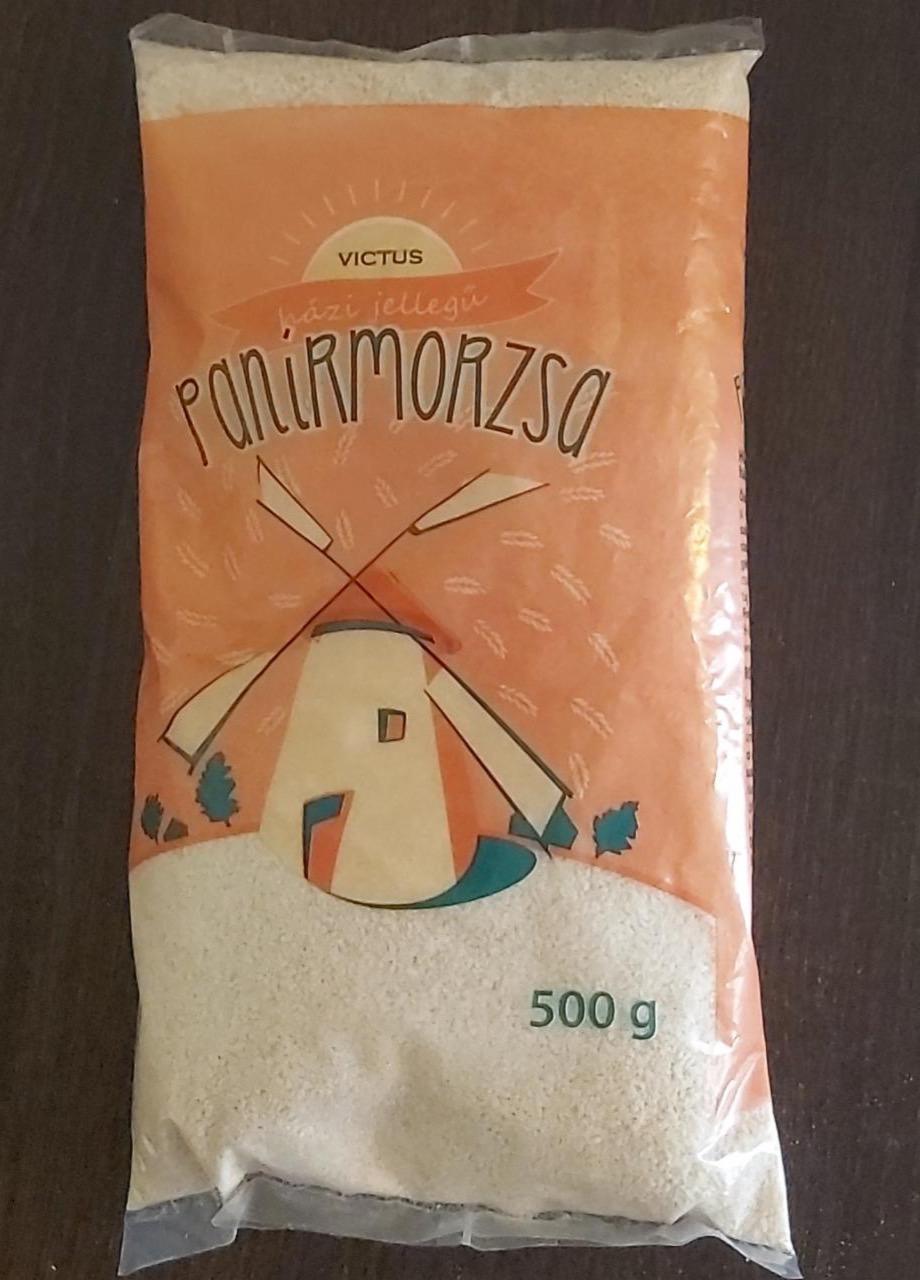 VICTUS
házi jellegű
PANÍRMORZSA
500 g